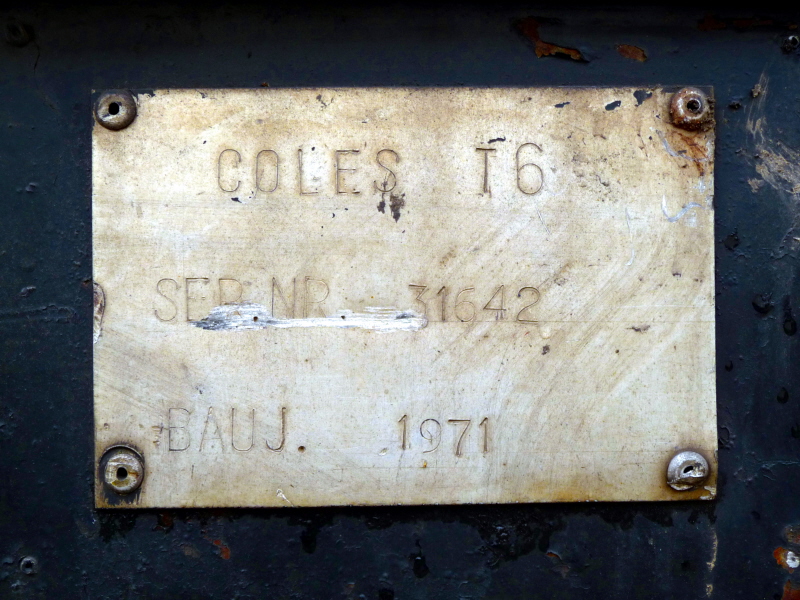 COLES T6
SER.NR. 31642
BAUJ. 1971